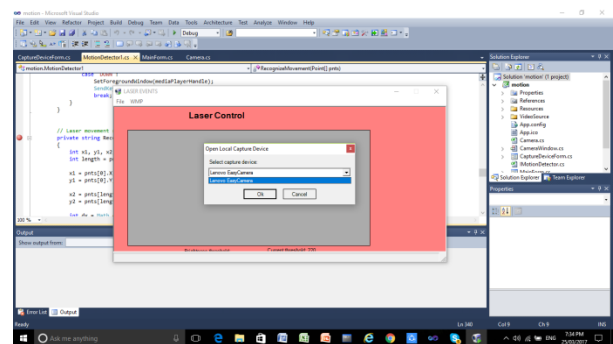 motion - Microsoft Visual Studio
File Edit View Refactor Project Build Debug Team Data Tools Architecture Test Analyze Window Help
Debug
CaptureDeviceForm.cs MotionDetector1.cs X MainForm.cs Camera.cs
motion.MotionDetector1
RecognizeMovement(Point[] pnts)
case "DOWN"
SetForegroundWindow(mediaPlayerHandle);
break;
}
}
// Laser movement
private string Rec
{
int x1, y1, x2
int length = p
x1 = pnts[0].X
y1 = pnts[0].Y
x2 = pnts[leng
y2 = pnts[leng
100 %
LASER EVENTS
File WMP
Laser Control
Open Local Capture Device
Select capture device:
Lenovo EasyCamera
Lenovo EasyCamera
Ok Cancel
Solution Explorer
Solution 'motion' (1 project)
motion
Properties
References
Resources
VideoSource
App.config
App.ico
Camera.cs
CameraWindow.cs
CaptureDeviceForm.cs
IMotionDetector.cs
Solution Explorer Team Explorer
Properties
Output
Show output from:
Error List Output
Ready
Ln 340 Col 9 Ch 9 INS
Ask me anything
ENG
7:34 PM
25/03/2017